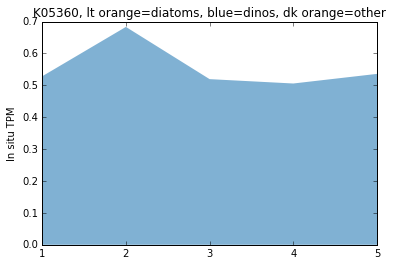 K05360, lt orange=diatoms, blue=dinos, dk orange=other
0.7
0.6
0.5
0.4
0.3
0.2
0.1
0.0
In situ TPM
1 2 3 4 5